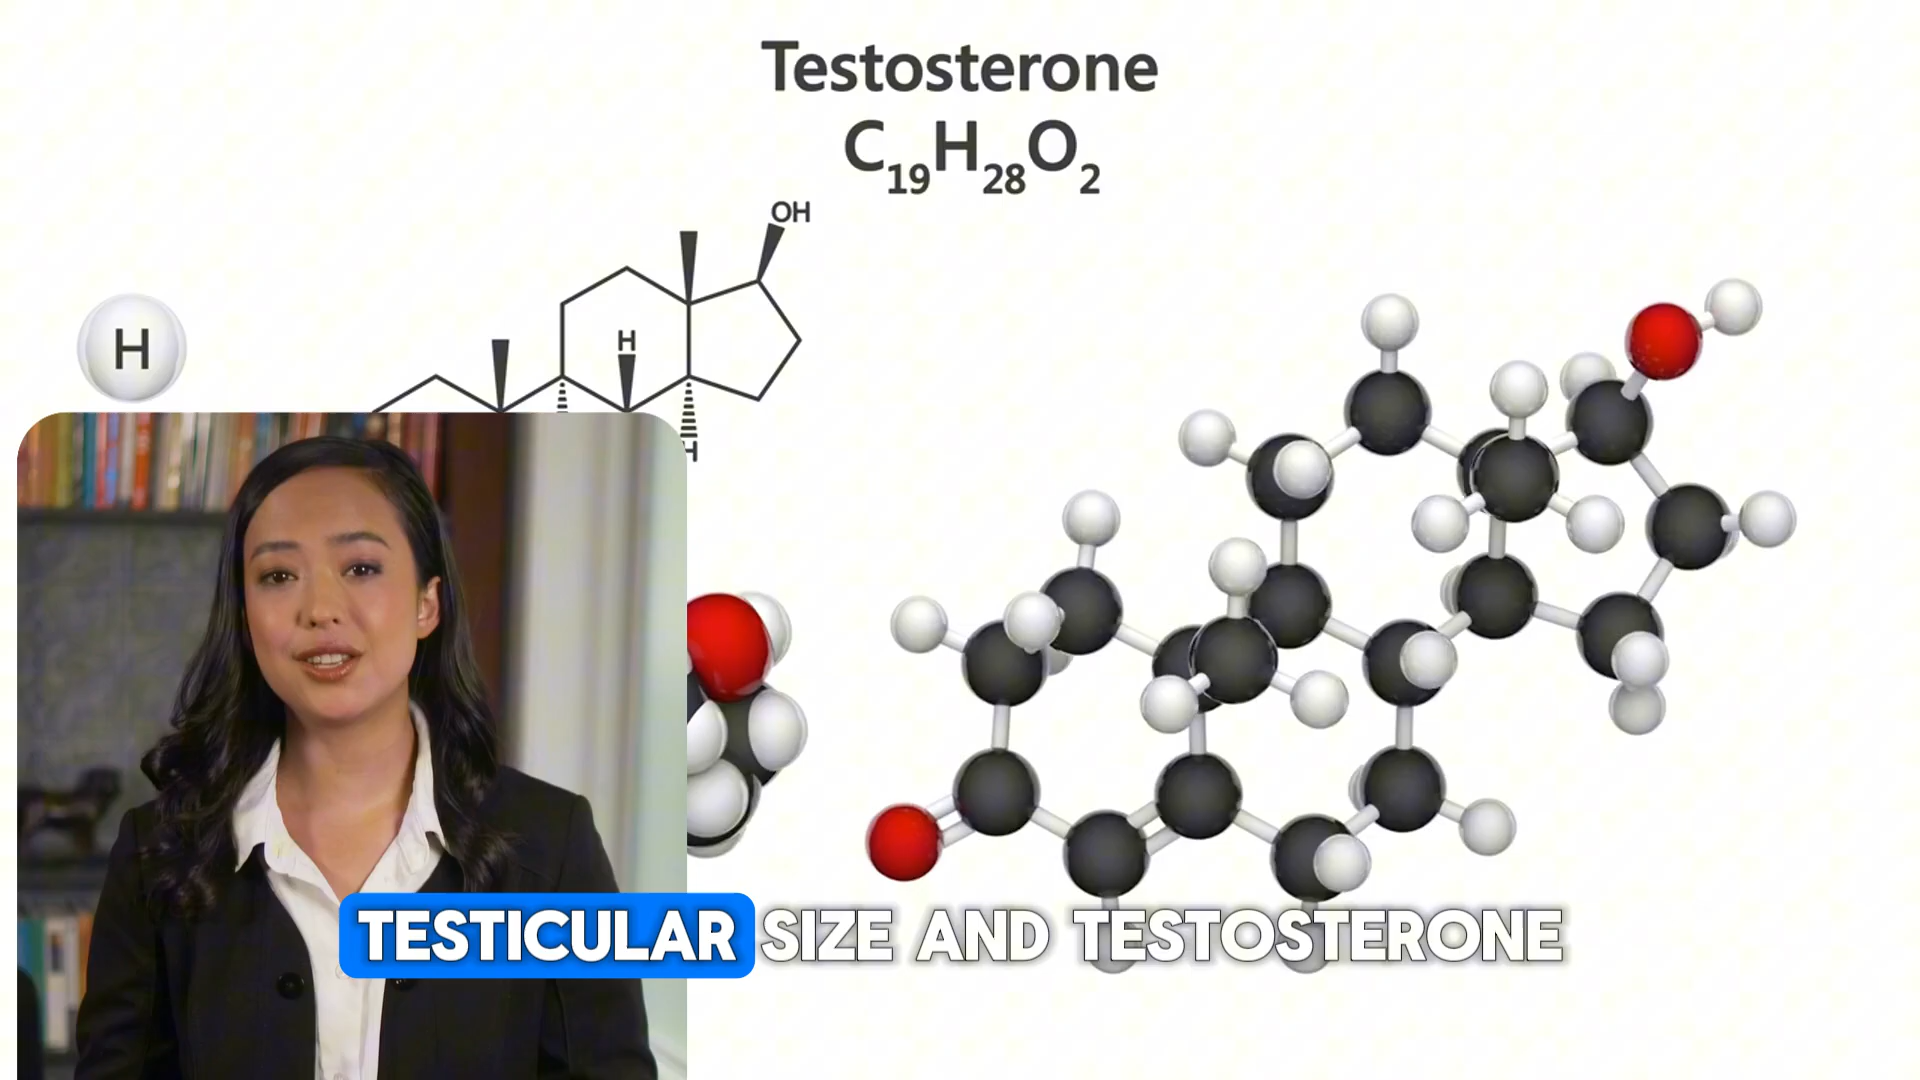 Testosterone
C₁₉H₂₈O₂
OH
H
H
H
TESTICULAR SIZE AND TESTOSTERONE